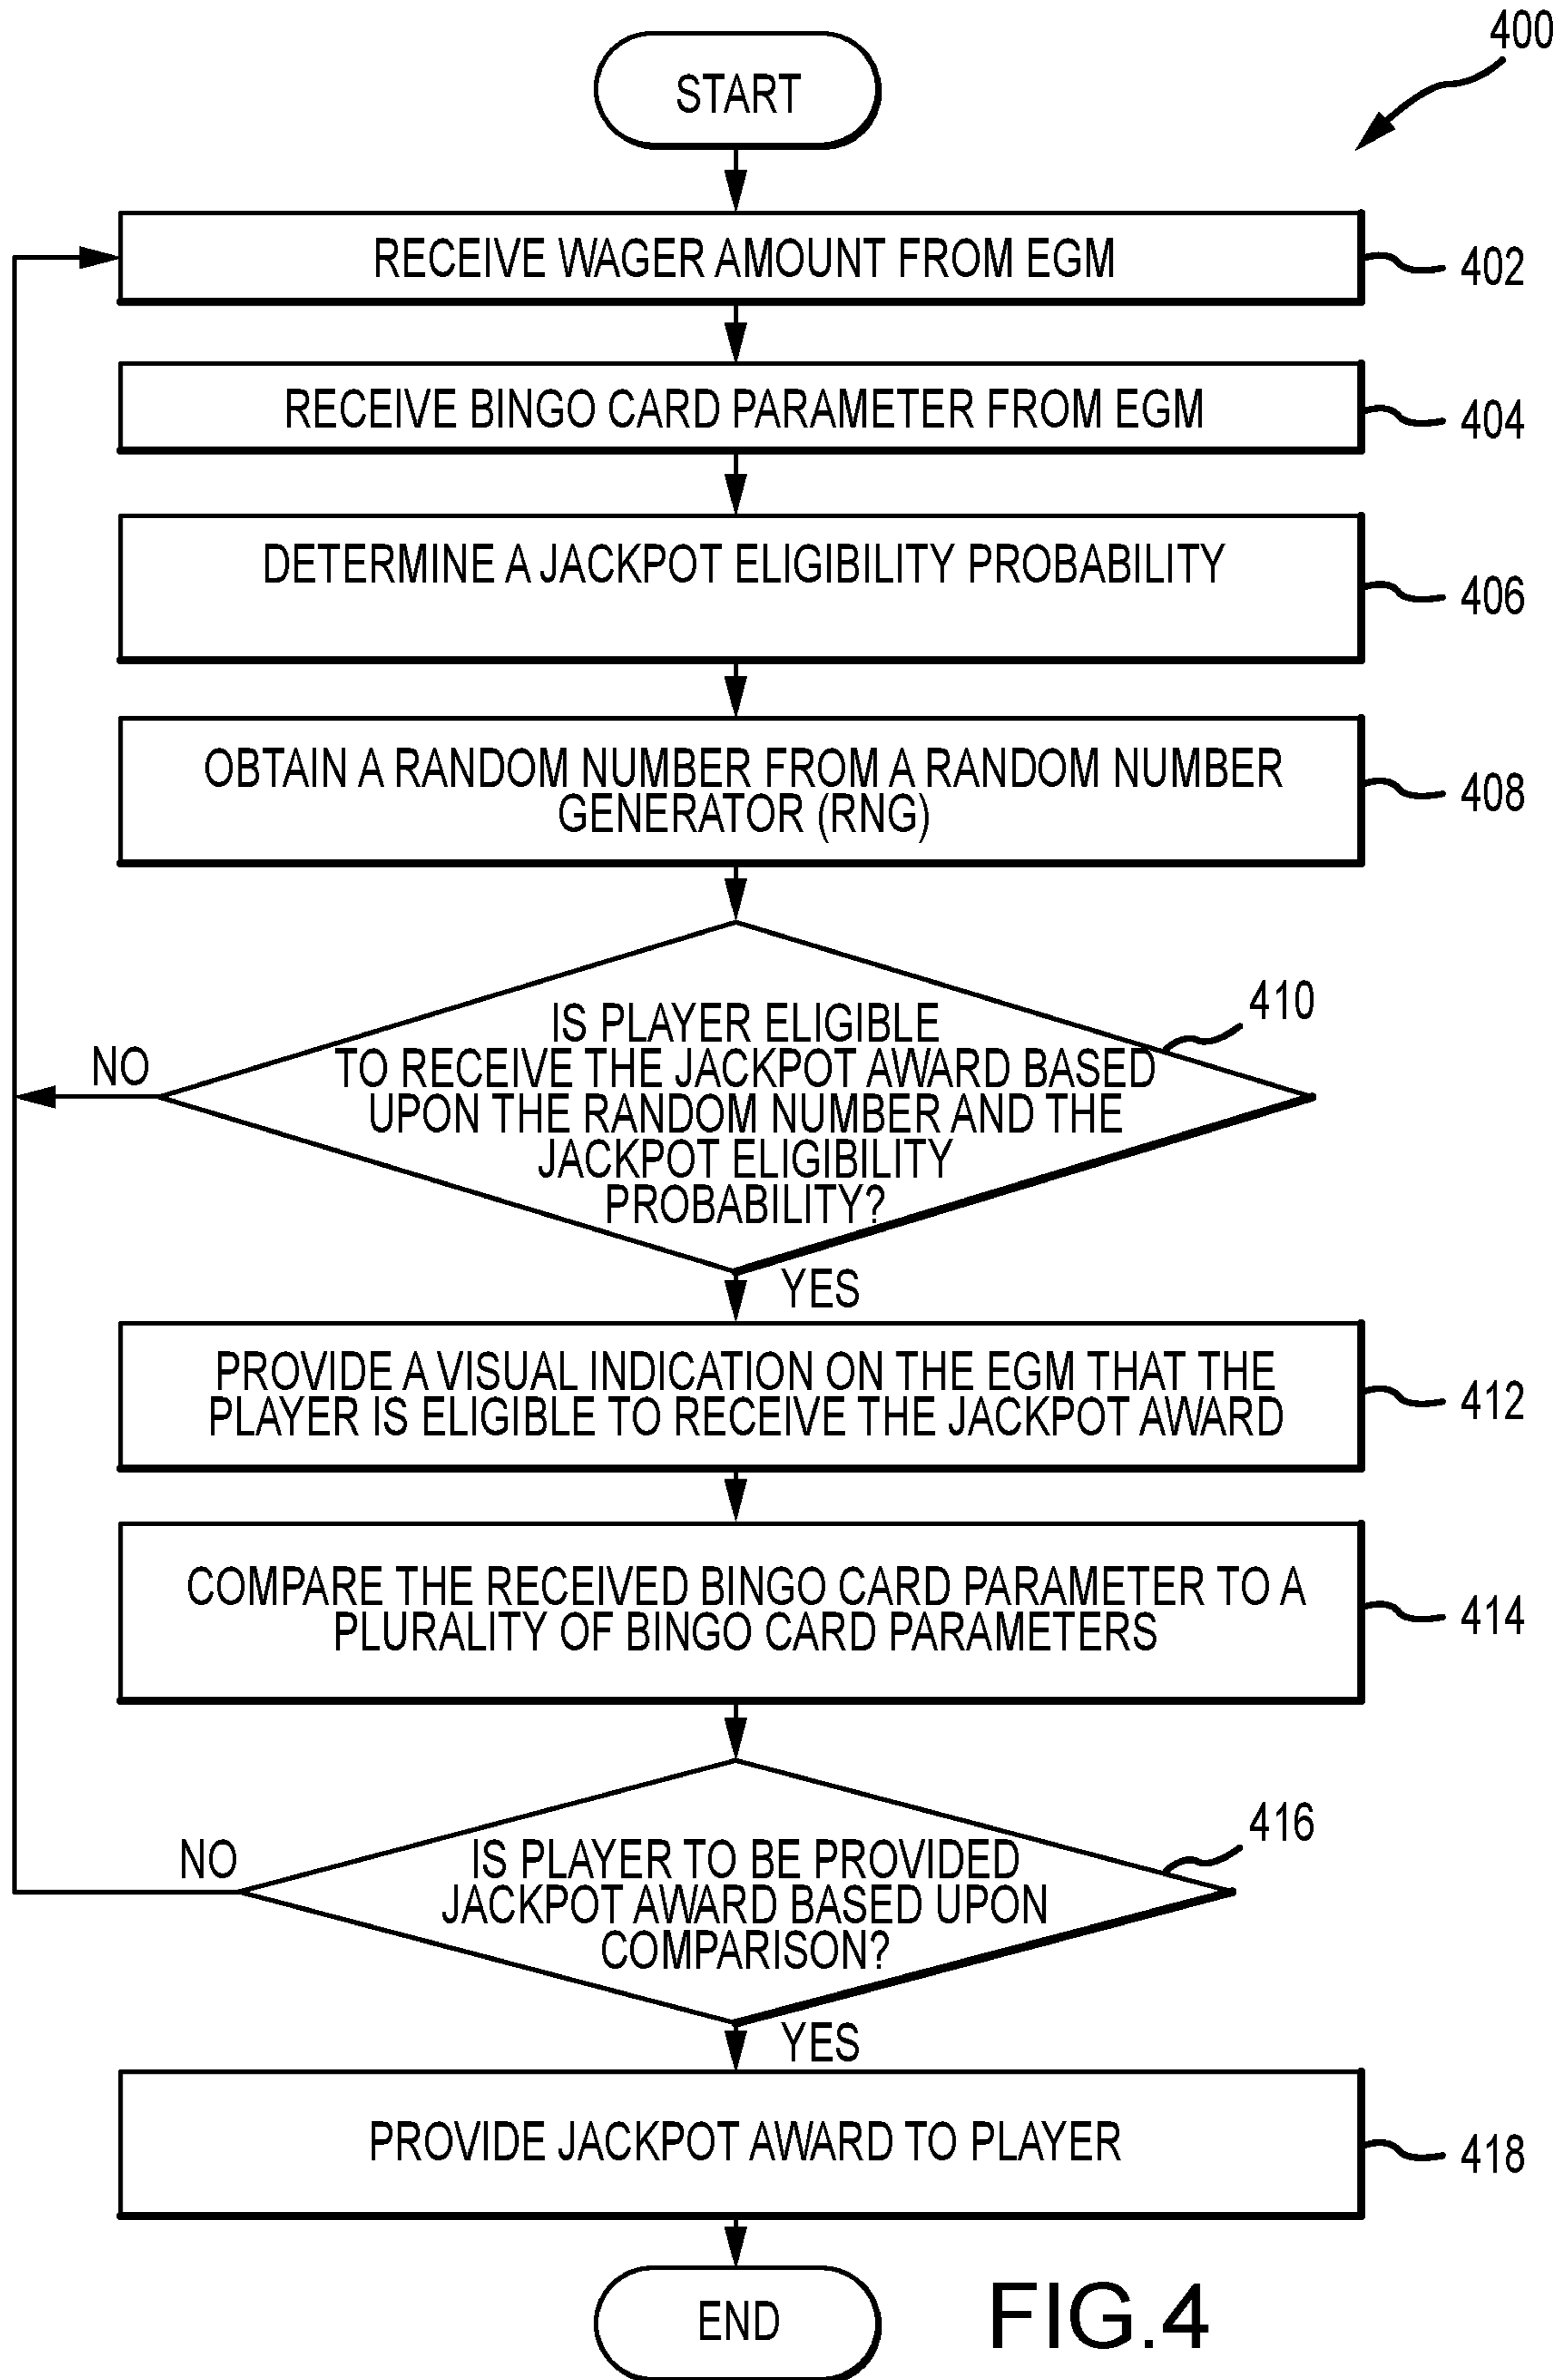 400
START
RECEIVE WAGER AMOUNT FROM EGM
402
RECEIVE BINGO CARD PARAMETER FROM EGM
404
DETERMINE A JACKPOT ELIGIBILITY PROBABILITY
406
OBTAIN A RANDOM NUMBER FROM A RANDOM NUMBER
GENERATOR (RNG)
408
IS PLAYER ELIGIBLE
TO RECEIVE THE JACKPOT AWARD BASED
UPON THE RANDOM NUMBER AND THE
JACKPOT ELIGIBILITY
PROBABILITY?
410
NO
YES
PROVIDE A VISUAL INDICATION ON THE EGM THAT THE
PLAYER IS ELIGIBLE TO RECEIVE THE JACKPOT AWARD
412
COMPARE THE RECEIVED BINGO CARD PARAMETER TO A
PLURALITY OF BINGO CARD PARAMETERS
414
IS PLAYER TO BE PROVIDED
JACKPOT AWARD BASED UPON
COMPARISON?
416
NO
YES
PROVIDE JACKPOT AWARD TO PLAYER
418
END
FIG.4